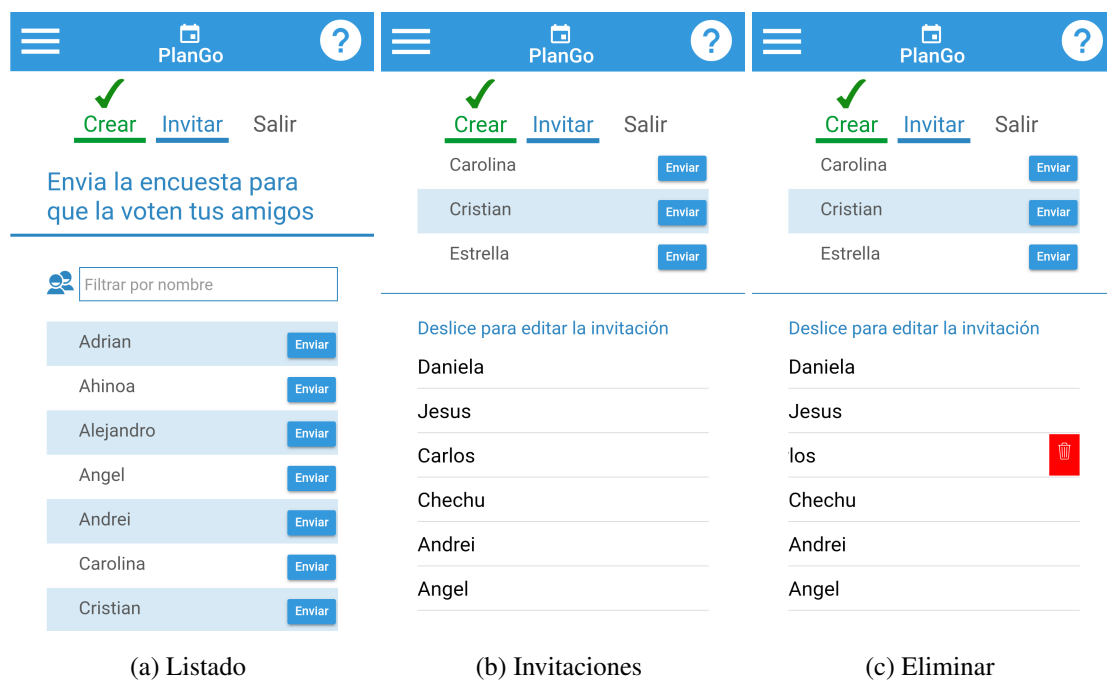 PlanGo
?
Crear Invitar Salir
Envia la encuesta para
que la voten tus amigos
Filtrar por nombre
Adrian Enviar
Ahinoa Enviar
Alejandro Enviar
Angel Enviar
Andrei Enviar
Carolina Enviar
Cristian Enviar
(a) Listado
PlanGo
?
Crear Invitar Salir
Carolina Enviar
Cristian Enviar
Estrella Enviar
Deslice para editar la invitación
Daniela
Jesus
Carlos
Chechu
Andrei
Angel
(b) Invitaciones
PlanGo
?
Crear Invitar Salir
Carolina Enviar
Cristian Enviar
Estrella Enviar
Deslice para editar la invitación
Daniela
Jesus
los
Chechu
Andrei
Angel
(c) Eliminar